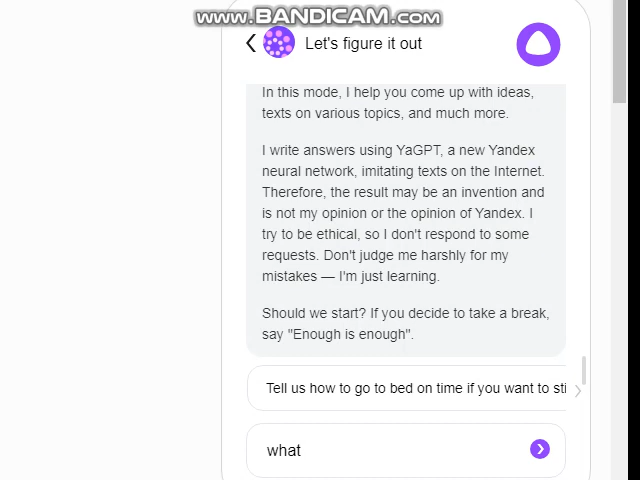 www.BANDICAM.com
Let's figure it out
In this mode, I help you come up with ideas,
texts on various topics, and much more.
I write answers using YaGPT, a new Yandex
neural network, imitating texts on the Internet.
Therefore, the result may be an invention and
is not my opinion or the opinion of Yandex. I
try to be ethical, so I don't respond to some
requests. Don't judge me harshly for my
mistakes — I'm just learning.
Should we start? If you decide to take a break,
say "Enough is enough".
Tell us how to go to bed on time if you want to sti
what